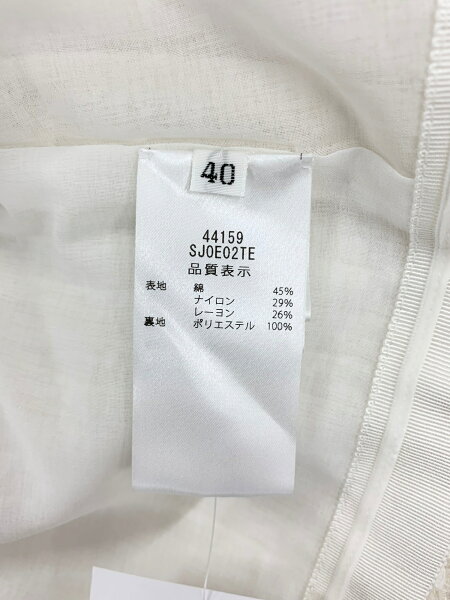 40
44159
SJ0E02TE
品質表示
表地 綿 45%
ナイロン 29%
レーヨン 26%
裏地 ポリエステル 100%